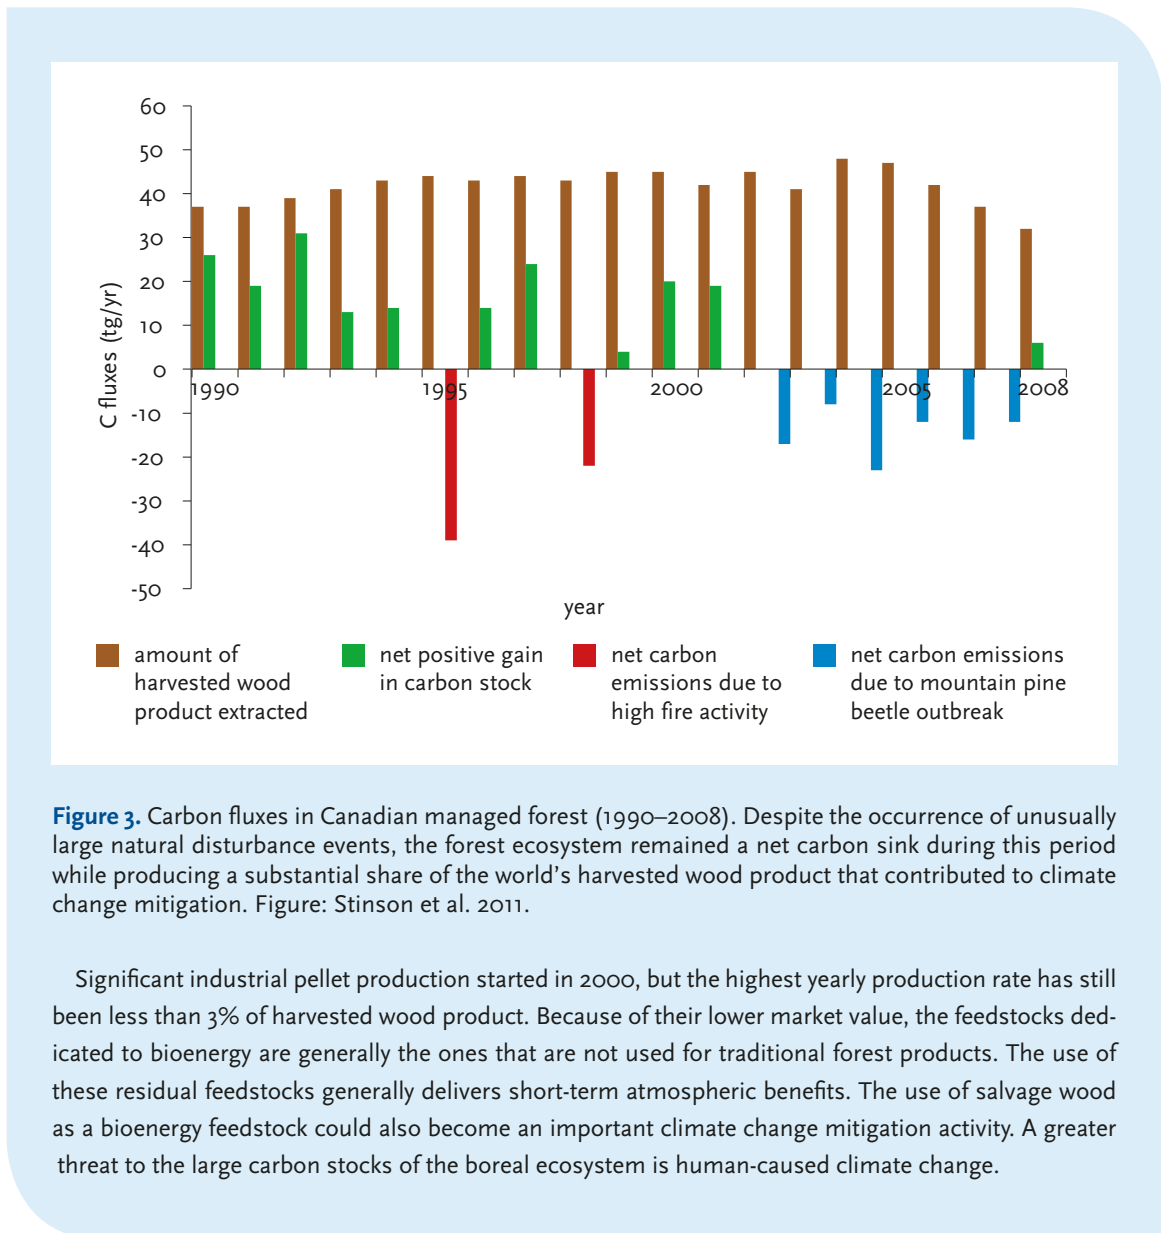 60
50
40
30
20
10
0
-10
-20
-30
-40
-50
C fluxes (tg/yr)
1990
1995
2000
2005
2008
year
amount of
harvested wood
product extracted
net positive gain
in carbon stock
net carbon
emissions due to
high fire activity
net carbon emissions
due to mountain pine
beetle outbreak
Figure 3. Carbon fluxes in Canadian managed forest (1990–2008). Despite the occurrence of unusually
large natural disturbance events, the forest ecosystem remained a net carbon sink during this period
while producing a substantial share of the world's harvested wood product that contributed to climate
change mitigation. Figure: Stinson et al. 2011.
Significant industrial pellet production started in 2000, but the highest yearly production rate has still
been less than 3% of harvested wood product. Because of their lower market value, the feedstocks ded-
icated to bioenergy are generally the ones that are not used for traditional forest products. The use of
these residual feedstocks generally delivers short-term atmospheric benefits. The use of salvage wood
as a bioenergy feedstock could also become an important climate change mitigation activity. A greater
threat to the large carbon stocks of the boreal ecosystem is human-caused climate change.